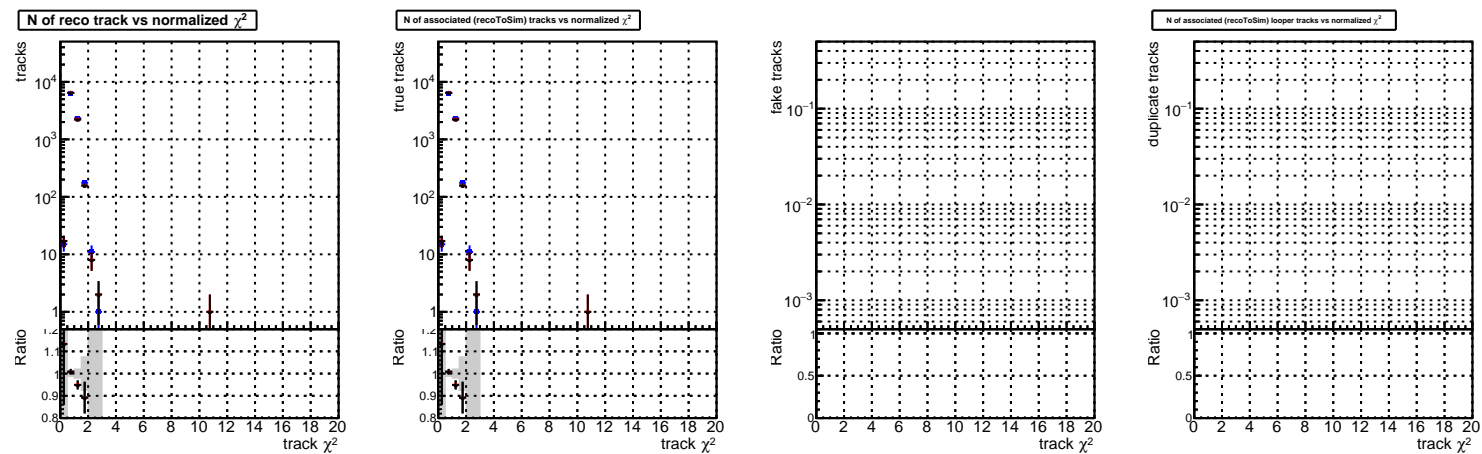 N of reco track vs normalized χ²
tracks
10⁴
10³
10²
10
1
Ratio
1.2
1.1
1
0.9
0.8
0 2 4 6 8 10 12 14 16 18 20
track χ²
N of associated (recoToSim) tracks vs normalized χ²
true tracks
10⁴
10³
10²
10
1
Ratio
1.2
1.1
1
0.9
0.8
0 2 4 6 8 10 12 14 16 18 20
track χ²
fake tracks
10⁻¹
10⁻²
10⁻³
Ratio
1
0.5
0
0 2 4 6 8 10 12 14 16 18 20
track χ²
N of associated (recoToSim) looper tracks vs normalized χ²
duplicate tracks
10⁻¹
10⁻²
10⁻³
Ratio
1
0.5
0
0 2 4 6 8 10 12 14 16 18 20
track χ²